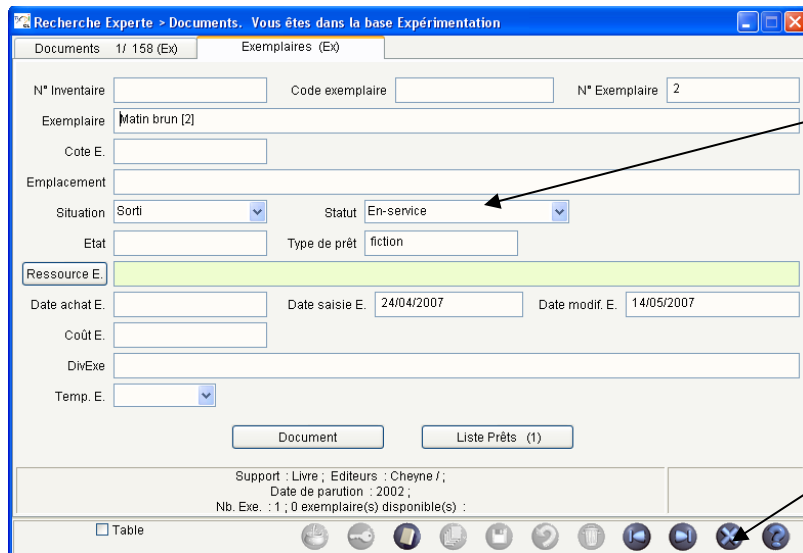 Recherche Experte > Documents. Vous êtes dans la base Expérimentation
Documents 1/ 158 (Ex) Exemplaires (Ex)
N° Inventaire Code exemplaire N° Exemplaire 2
Exemplaire Matin brun [2]
Cote E.
Emplacement
Situation Sorti Statut En-service
Etat Type de prêt fiction
Ressource E.
Date achat E. Date saisie E. 24/04/2007 Date modif. E. 14/05/2007
Coût E.
DivExe
Temp. E.
Document Liste Prêts (1)
Support : Livre ; Editeurs : Cheyne / ;
Date de parution : 2002 ;
Nb. Exe. : 1 ; 0 exemplaire(s) disponible(s) :
Table